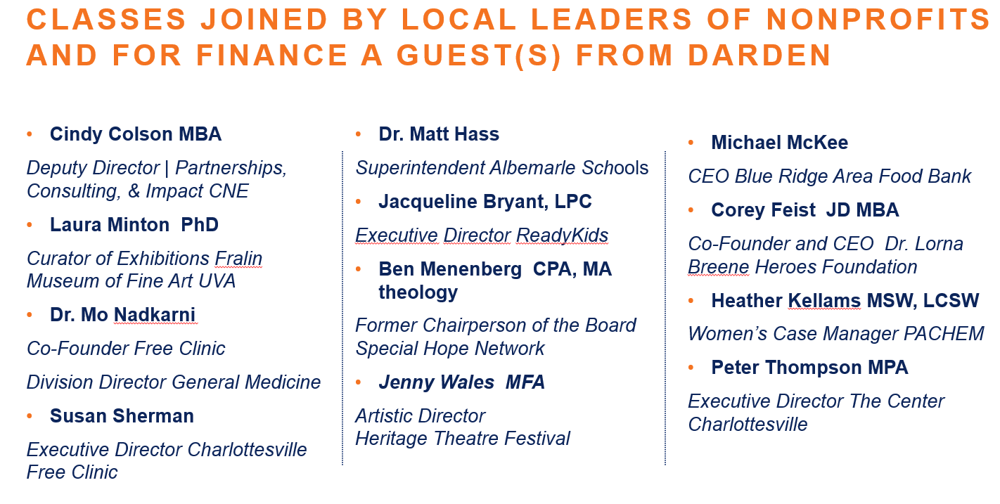 CLASSES JOINED BY LOCAL LEADERS OF NONPROFITS
AND FOR FINANCE A GUEST(S) FROM DARDEN
• Cindy Colson MBA
Deputy Director | Partnerships,
Consulting, & Impact CNE
• Laura Minton  PhD
Curator of Exhibitions Fralin
Museum of Fine Art UVA
• Dr. Mo Nadkarni
Co-Founder Free Clinic
Division Director General Medicine
• Susan Sherman
Executive Director Charlottesville
Free Clinic
• Dr. Matt Hass
Superintendent Albemarle Schools
• Jacqueline Bryant, LPC
Executive Director ReadyKids
• Ben Menenberg  CPA, MA
theology
Former Chairperson of the Board
Special Hope Network
• Jenny Wales  MFA
Artistic Director
Heritage Theatre Festival
• Michael McKee
CEO Blue Ridge Area Food Bank
• Corey Feist  JD MBA
Co-Founder and CEO  Dr. Lorna
Breene Heroes Foundation
• Heather Kellams MSW, LCSW
Women’s Case Manager PACHEM
• Peter Thompson MPA
Executive Director The Center
Charlottesville